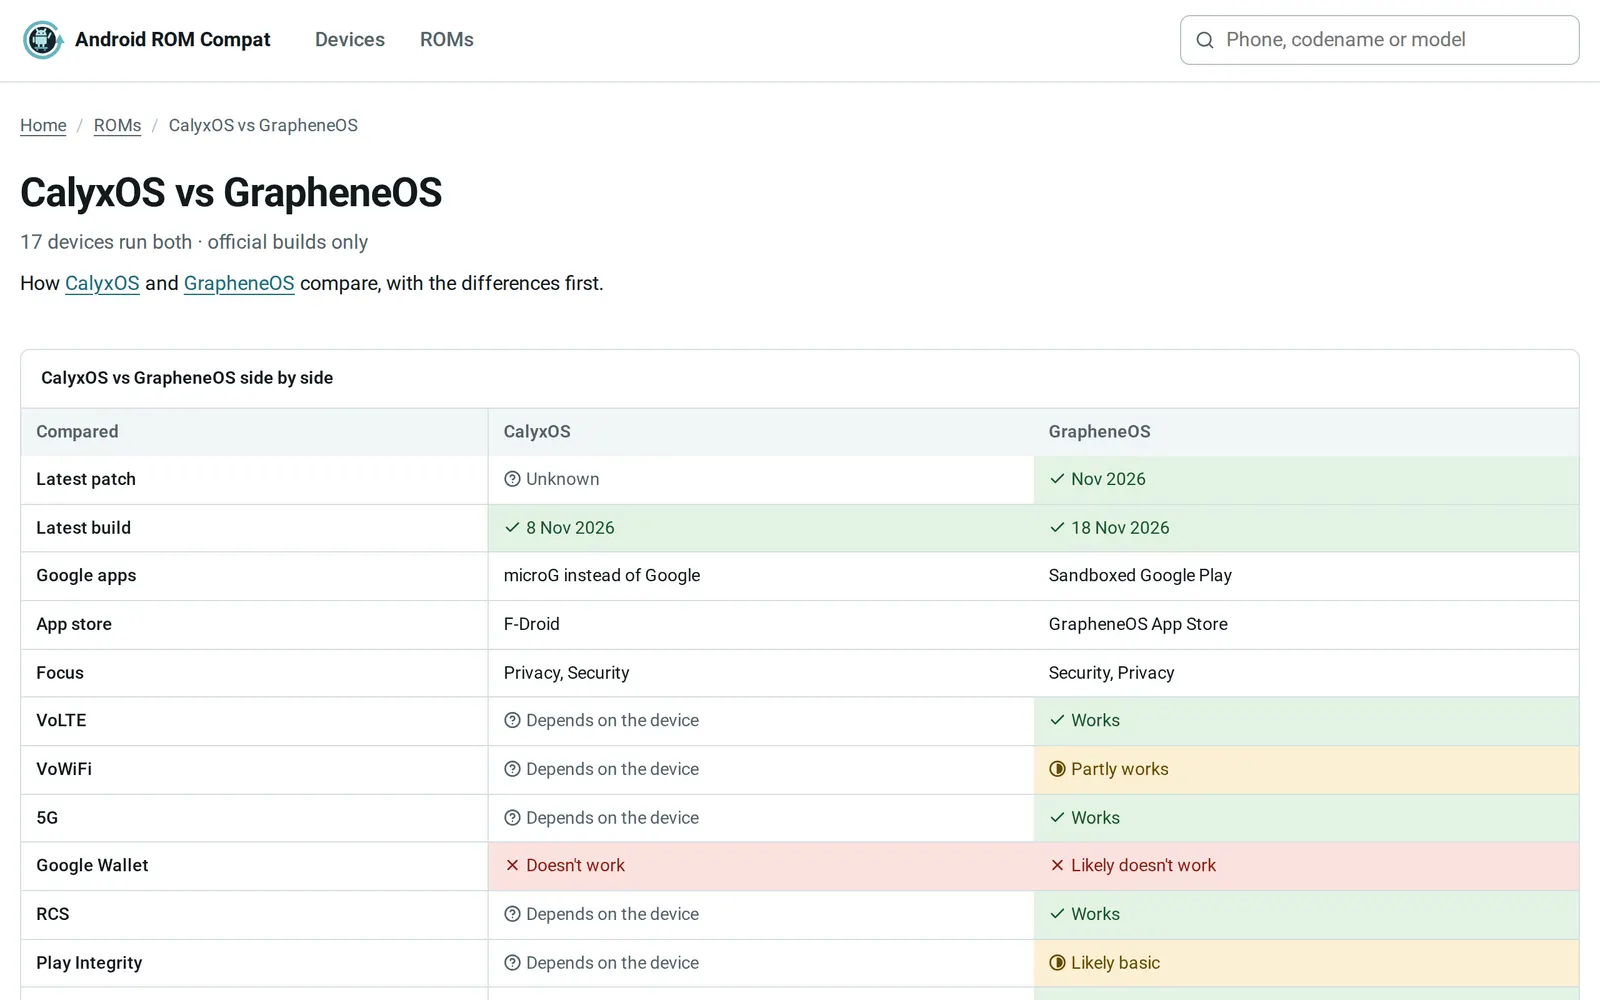 Android ROM Compat Devices ROMs Phone, codename or model
Home / ROMs / CalyxOS vs GrapheneOS
CalyxOS vs GrapheneOS
17 devices run both · official builds only
How CalyxOS and GrapheneOS compare, with the differences first.
CalyxOS vs GrapheneOS side by side
Compared CalyxOS GrapheneOS
Latest patch Unknown Nov 2026
Latest build 8 Nov 2026 18 Nov 2026
Google apps microG instead of Google Sandboxed Google Play
App store F-Droid GrapheneOS App Store
Focus Privacy, Security Security, Privacy
VoLTE Depends on the device Works
VoWiFi Depends on the device Partly works
5G Depends on the device Works
Google Wallet Doesn't work Likely doesn't work
RCS Depends on the device Works
Play Integrity Depends on the device Likely basic